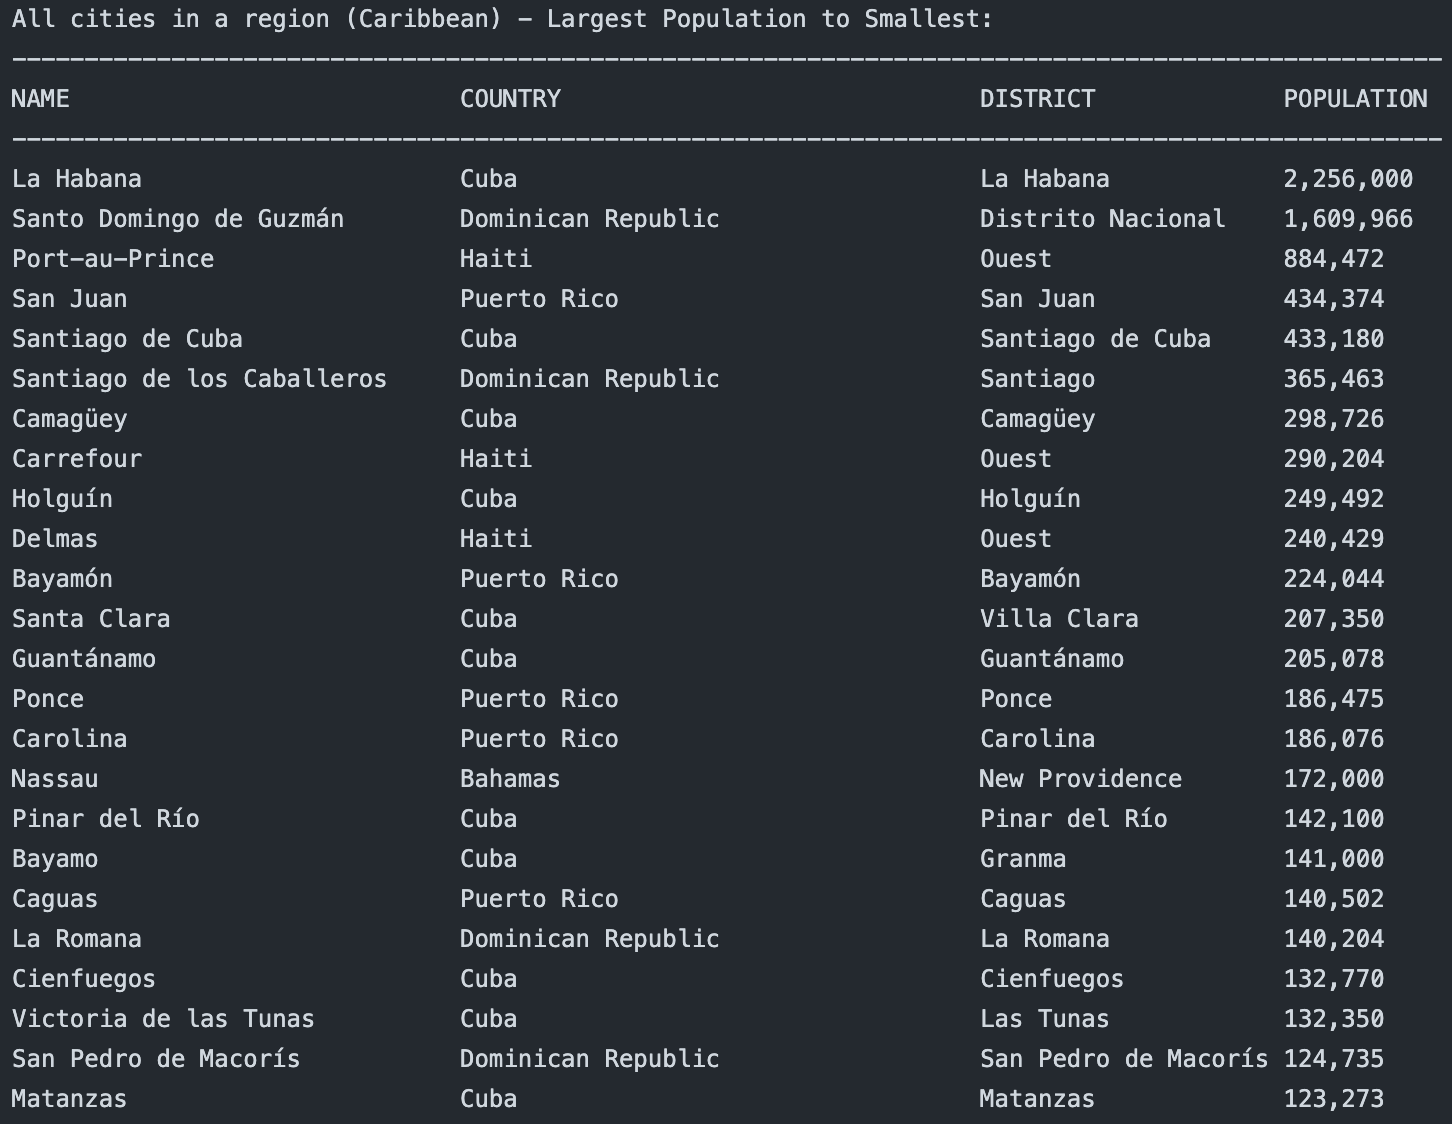 All cities in a region (Caribbean) - Largest Population to Smallest:
---------------------------------------------------------------------------------------------------
NAME COUNTRY DISTRICT POPULATION
---------------------------------------------------------------------------------------------------
La Habana Cuba La Habana 2,256,000
Santo Domingo de Guzmán Dominican Republic Distrito Nacional 1,609,966
Port-au-Prince Haiti Ouest 884,472
San Juan Puerto Rico San Juan 434,374
Santiago de Cuba Cuba Santiago de Cuba 433,180
Santiago de los Caballeros Dominican Republic Santiago 365,463
Camagüey Cuba Camagüey 298,726
Carrefour Haiti Ouest 290,204
Holguín Cuba Holguín 249,492
Delmas Haiti Ouest 240,429
Bayamón Puerto Rico Bayamón 224,044
Santa Clara Cuba Villa Clara 207,350
Guantánamo Cuba Guantánamo 205,078
Ponce Puerto Rico Ponce 186,475
Carolina Puerto Rico Carolina 186,076
Nassau Bahamas New Providence 172,000
Pinar del Río Cuba Pinar del Río 142,100
Bayamo Cuba Granma 141,000
Caguas Puerto Rico Caguas 140,502
La Romana Dominican Republic La Romana 140,204
Cienfuegos Cuba Cienfuegos 132,770
Victoria de las Tunas Cuba Las Tunas 132,350
San Pedro de Macorís Dominican Republic San Pedro de Macorís 124,735
Matanzas Cuba Matanzas 123,273